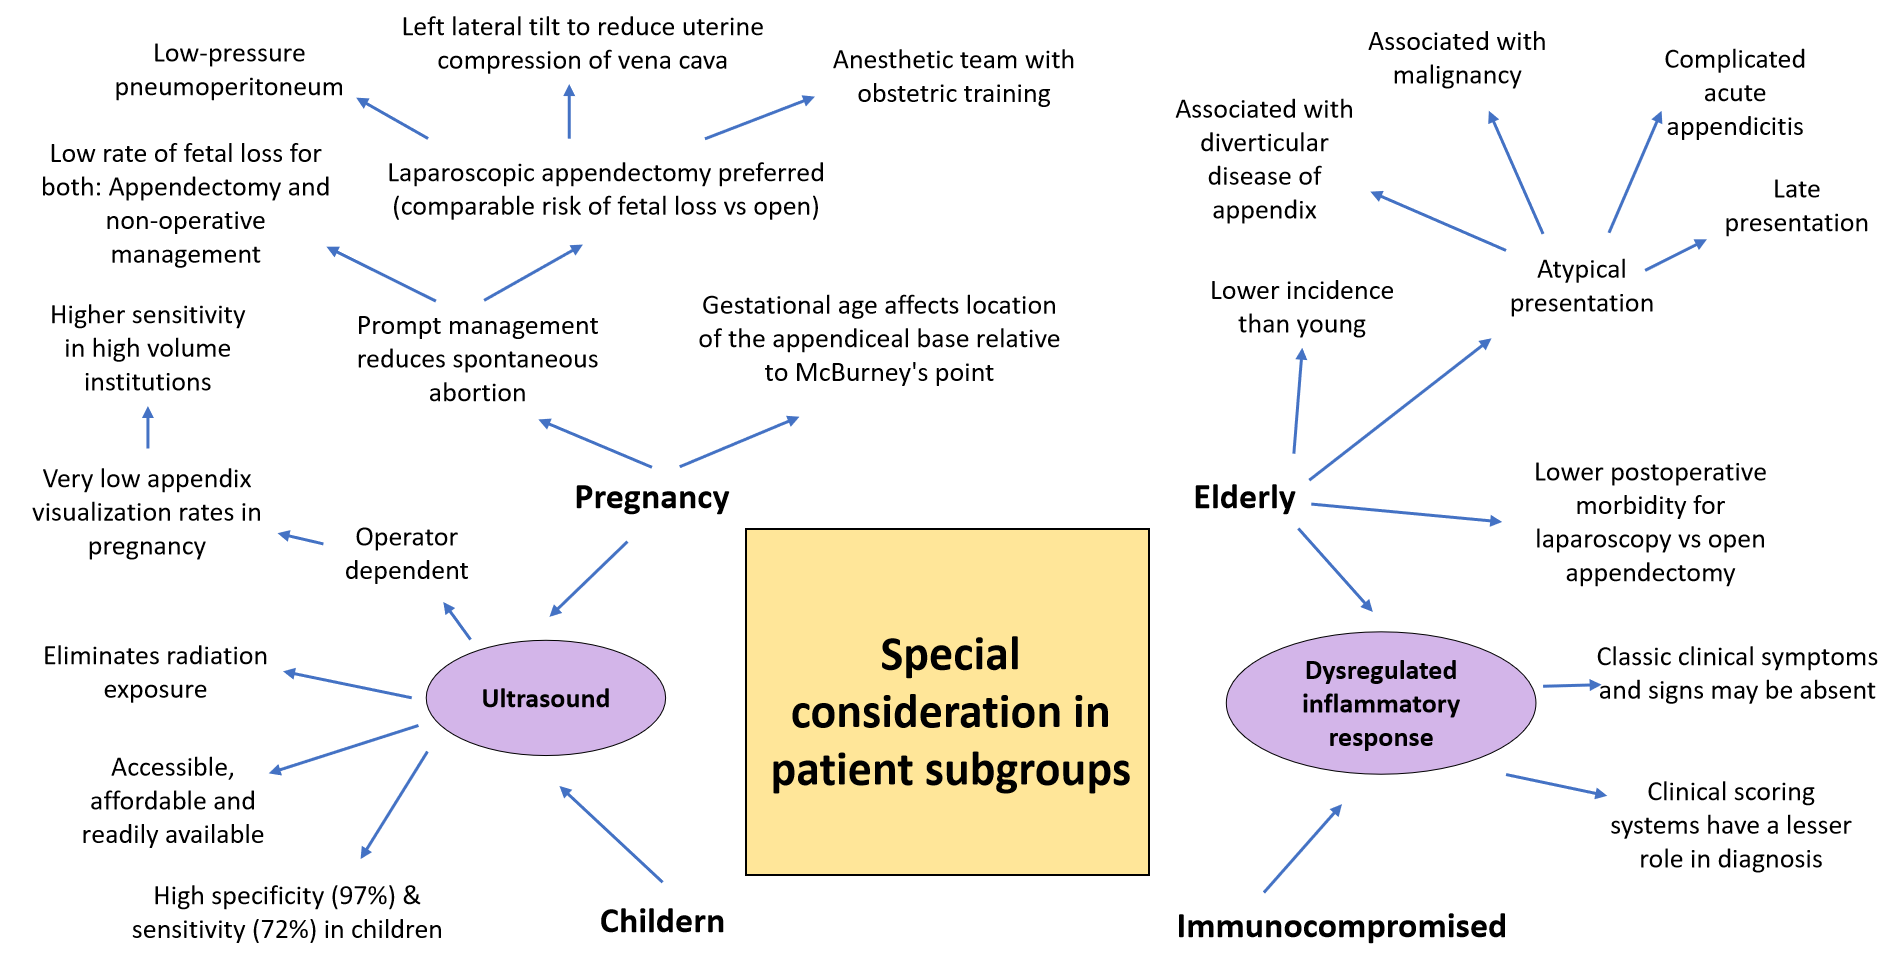 Left lateral tilt to reduce uterine
compression of vena cava
Low-pressure
pneumoperitoneum
Anesthetic team with
obstetric training
Low rate of fetal loss for
both: Appendectomy and
non-operative
management
Laparoscopic appendectomy preferred
(comparable risk of fetal loss vs open)
Higher sensitivity
in high volume
institutions
Prompt management
reduces spontaneous
abortion
Gestational age affects location
of the appendiceal base relative
to McBurney's point
Very low appendix
visualization rates in
pregnancy
Operator
dependent
Pregnancy
Eliminates radiation
exposure
Ultrasound
Accessible,
affordable and
readily available
High specificity (97%) &
sensitivity (72%) in children
Childern
Special
consideration in
patient subgroups
Associated with
malignancy
Complicated
acute
appendicitis
Associated with
diverticular
disease of
appendix
Late
presentation
Atypical
presentation
Lower incidence
than young
Elderly
Lower postoperative
morbidity for
laparoscopy vs open
appendectomy
Dysregulated
inflammatory
response
Classic clinical symptoms
and signs may be absent
Clinical scoring
systems have a lesser
role in diagnosis
Immunocompromised